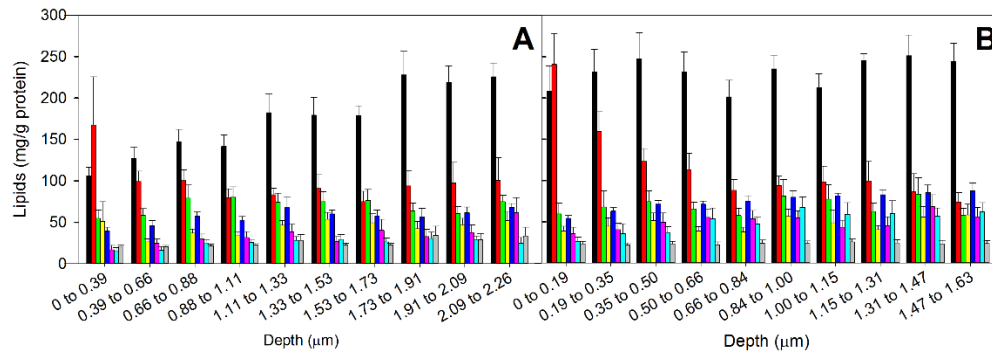 Lipids (mg/g protein)
300
250
200
150
100
50
0
A
B
0 to 0.39
0.39 to 0.66
0.66 to 0.88
0.88 to 1.11
1.11 to 1.33
1.33 to 1.53
1.53 to 1.73
1.73 to 1.91
1.91 to 2.09
2.09 to 2.26
0 to 0.19
0.19 to 0.35
0.35 to 0.50
0.50 to 0.66
0.66 to 0.84
0.84 to 1.00
1.00 to 1.15
1.15 to 1.31
1.31 to 1.47
1.47 to 1.63
Depth (μm)
Depth (μm)